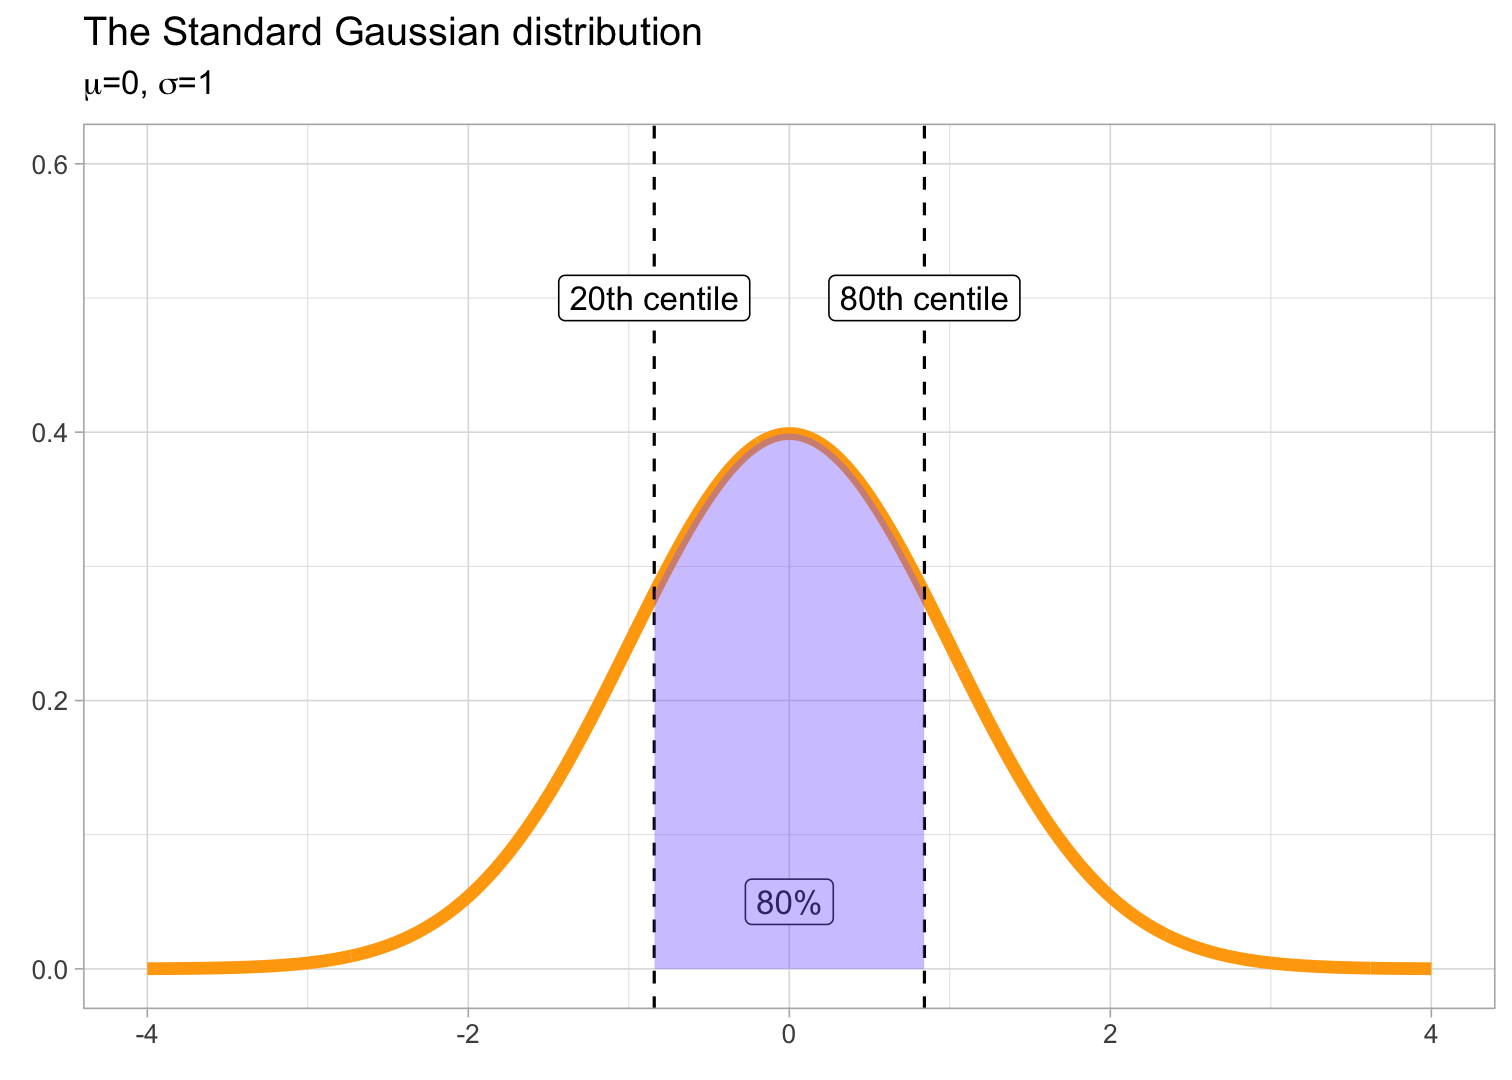 The Standard Gaussian distribution
μ=0, σ=1
0.6
20th centile 80th centile
0.4
0.2
80%
0.0
-4 -2 0 2 4